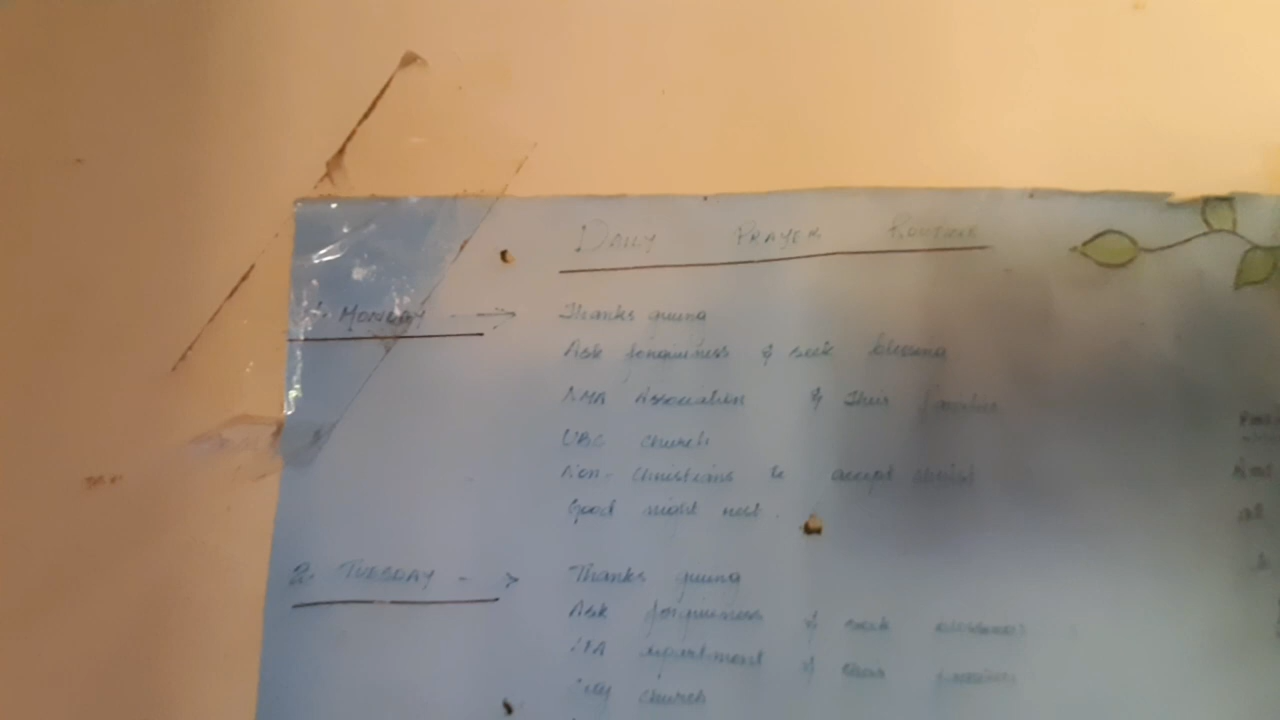 DAILY PRAYER ROUTINE
1. MONDAY → Thanks giving
Ask forgiveness & seek blessing
Association & Their families
UBC church
Non-Christians to accept christ
Good night rest.
2. TUESDAY - → Thanks giving
Ask forgiveness & seek blessings
department & their families
City church